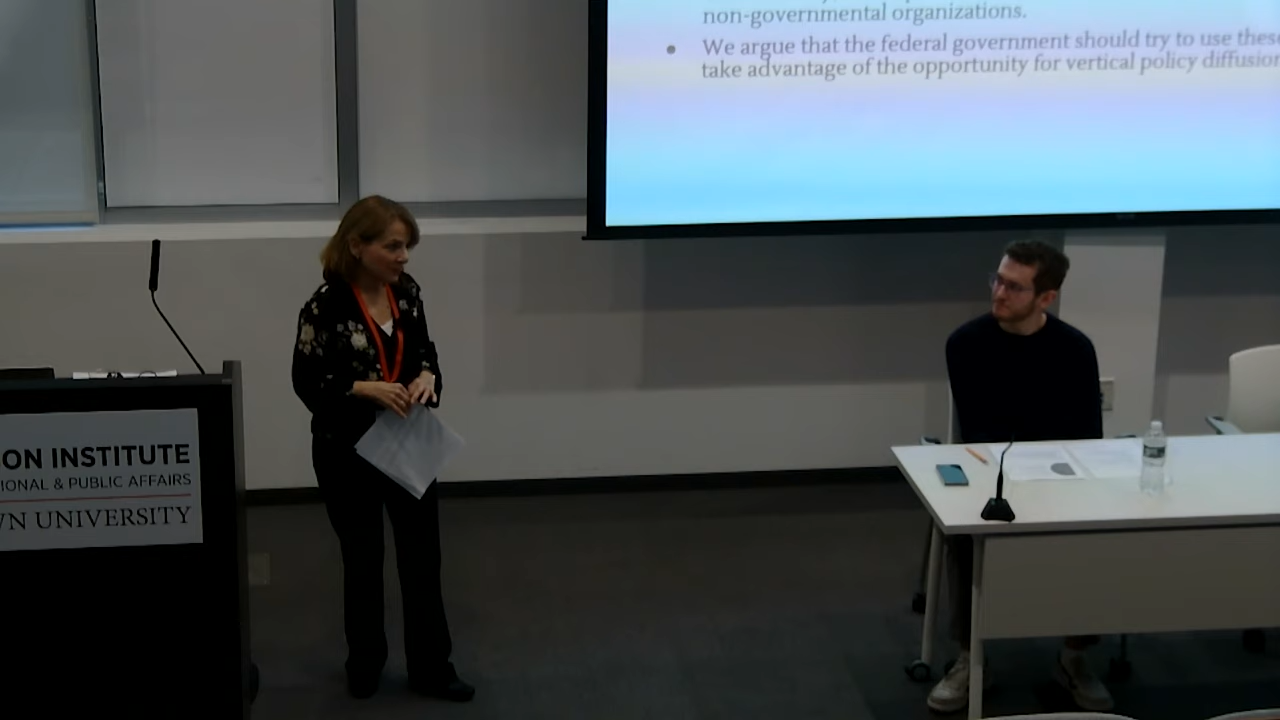 non-governmental organizations.
• We argue that the federal government should try to use these
take advantage of the opportunity for vertical policy diffusion
ON INSTITUTE
IONAL & PUBLIC AFFAIRS
WN UNIVERSITY